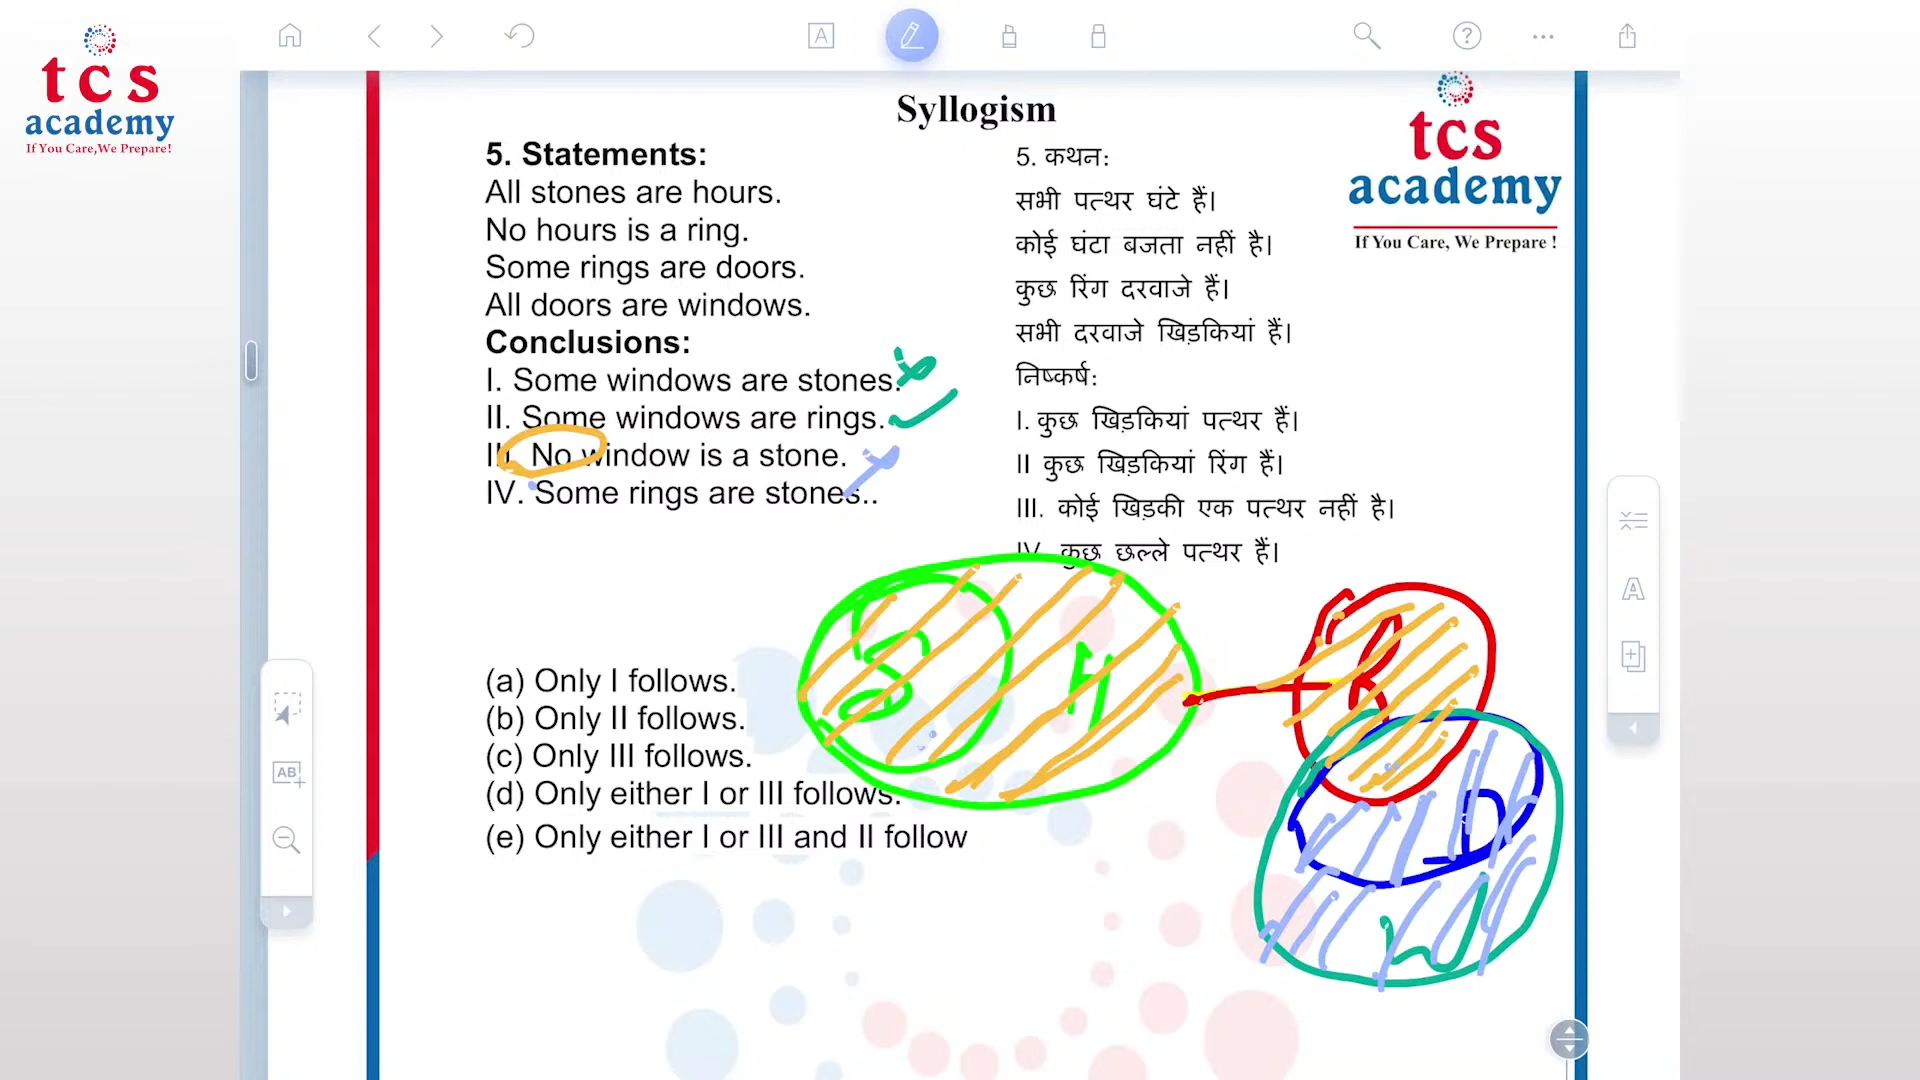 tcs
academy
If You Care,We Prepare!
A
?
Syllogism
tcs
academy
If You Care, We Prepare !
5. Statements:
All stones are hours.
No hours is a ring.
Some rings are doors.
All doors are windows.
Conclusions:
I. Some windows are stones.
II. Some windows are rings.
III. No window is a stone.
IV. Some rings are stones..
5. कथन:
सभी पत्थर घंटे हैं।
कोई घंटा बजता नहीं है।
कुछ रिंग दरवाजे हैं।
सभी दरवाजे खिड़कियां हैं।
निष्कर्ष:
I. कुछ खिड़कियां पत्थर हैं।
II कुछ खिड़कियां रिंग हैं।
III. कोई खिड़की एक पत्थर नहीं है।
IV. कुछ छल्ले पत्थर हैं।
S
H
R
D
W
(a) Only I follows.
(b) Only II follows.
(c) Only III follows.
(d) Only either I or III follows.
(e) Only either I or III and II follow
AB
A